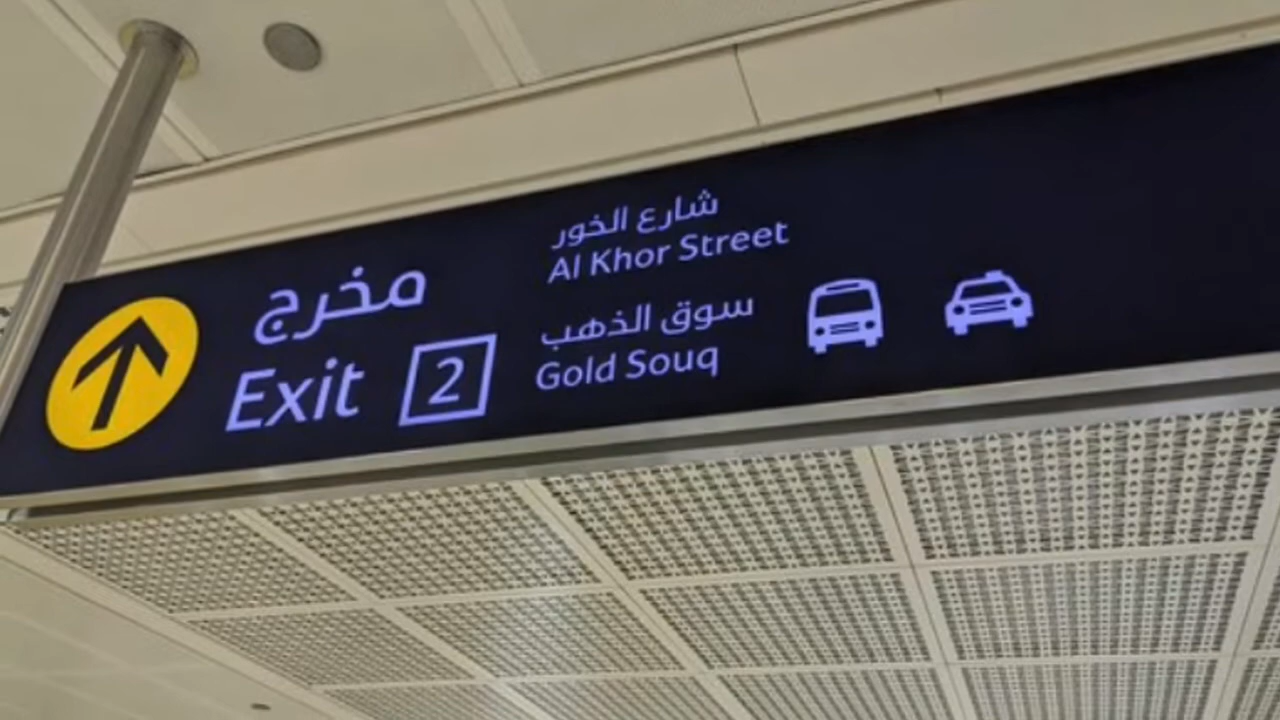 مخرج
Exit 2
شارع الخور
Al Khor Street
سوق الذهب
Gold Souq